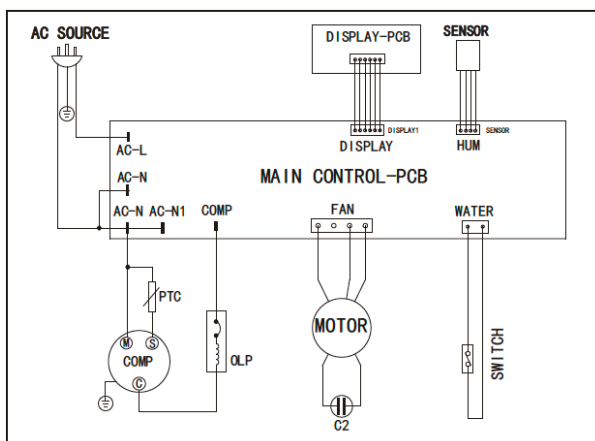 AC SOURCE
DISPLAY-PCB
SENSOR
DISPLAY1
SENSOR
DISPLAY
HUM
AC-L
MAIN CONTROL-PCB
AC-N
AC-N AC-N1 COMP
FAN
WATER
PTC
M S
COMP
C
OLP
MOTOR
SWITCH
C2